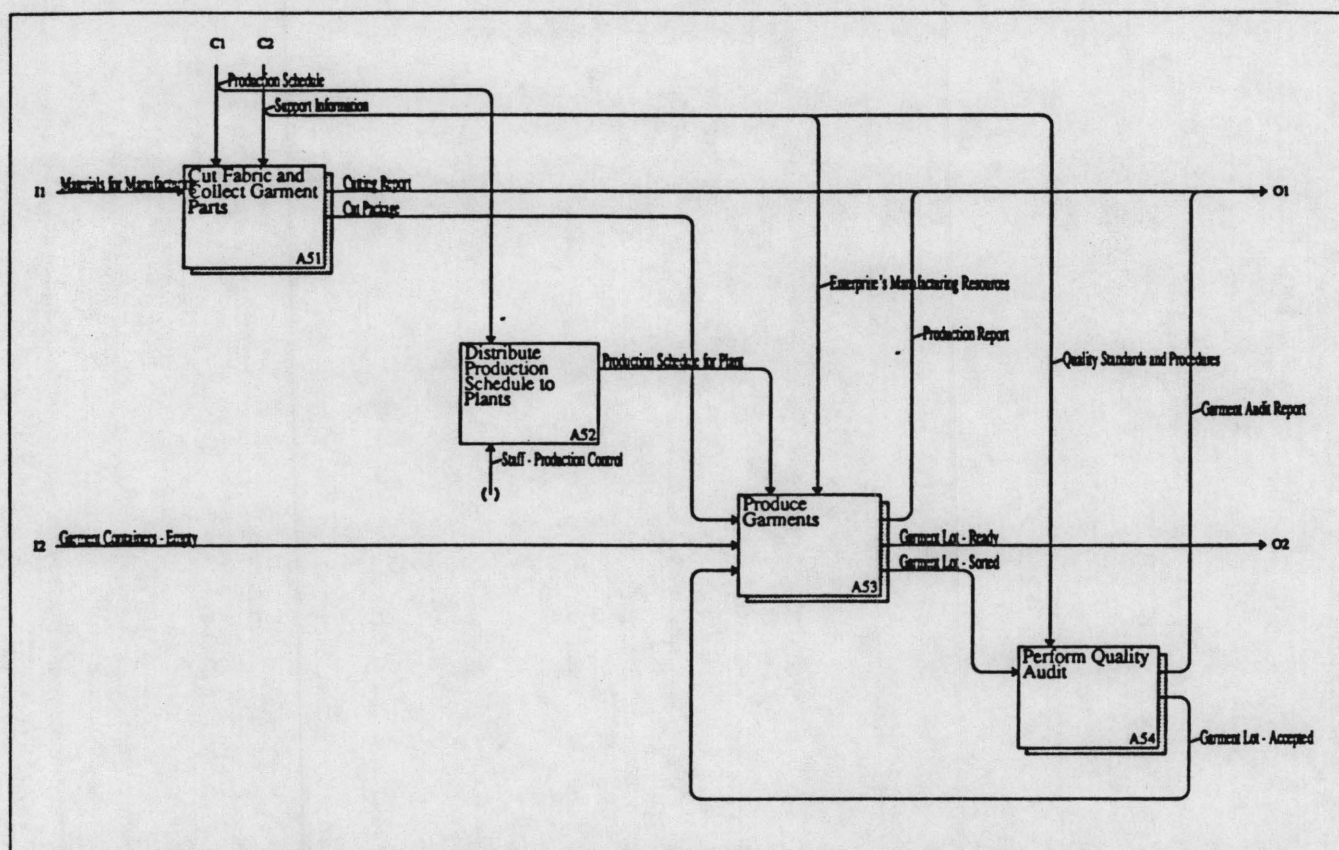 C1 C2
Production Schedule
Support Information
Cut Fabric and
Collect Garment
Parts
A51
I1
Materials for Manufacture
Cutting Report
Cut Package
O1
Enterprise's Manufacturing Resources
Production Report
Quality Standards and Procedures
Garment Audit Report
Distribute
Production
Schedule to
Plants
A52
Production Schedule for Plant
Staff - Production Control
( )
Produce
Garments
A53
I2
Garment Containers - Empty
Garment Lot - Ready
Garment Lot - Sorted
O2
Perform Quality
Audit
A54
Garment Lot - Accepted